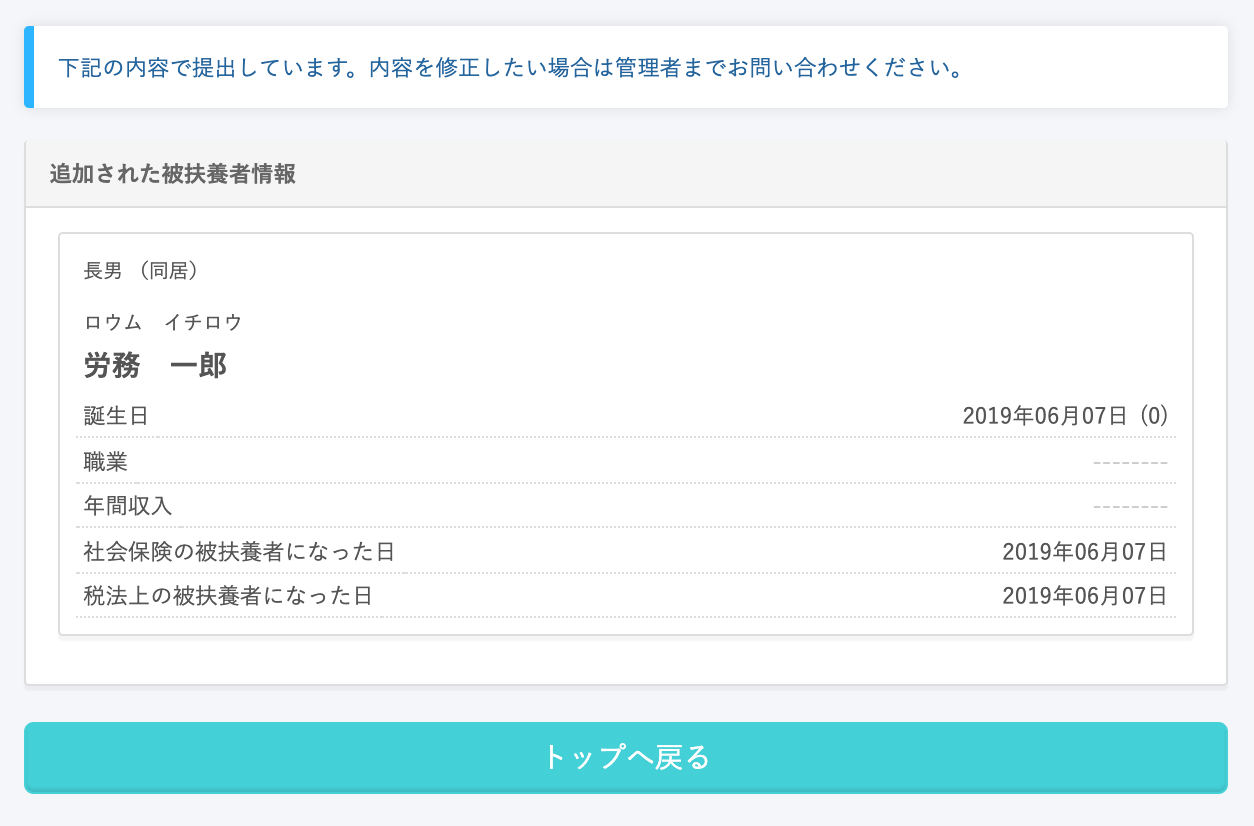 下記の内容で提出しています。内容を修正したい場合は管理者までお問い合わせください。
追加された被扶養者情報
長男 （同居）
ロウム　イチロウ
労務　一郎
誕生日 2019年06月07日（0）
職業 --------
年間収入 --------
社会保険の被扶養者になった日 2019年06月07日
税法上の被扶養者になった日 2019年06月07日
トップへ戻る